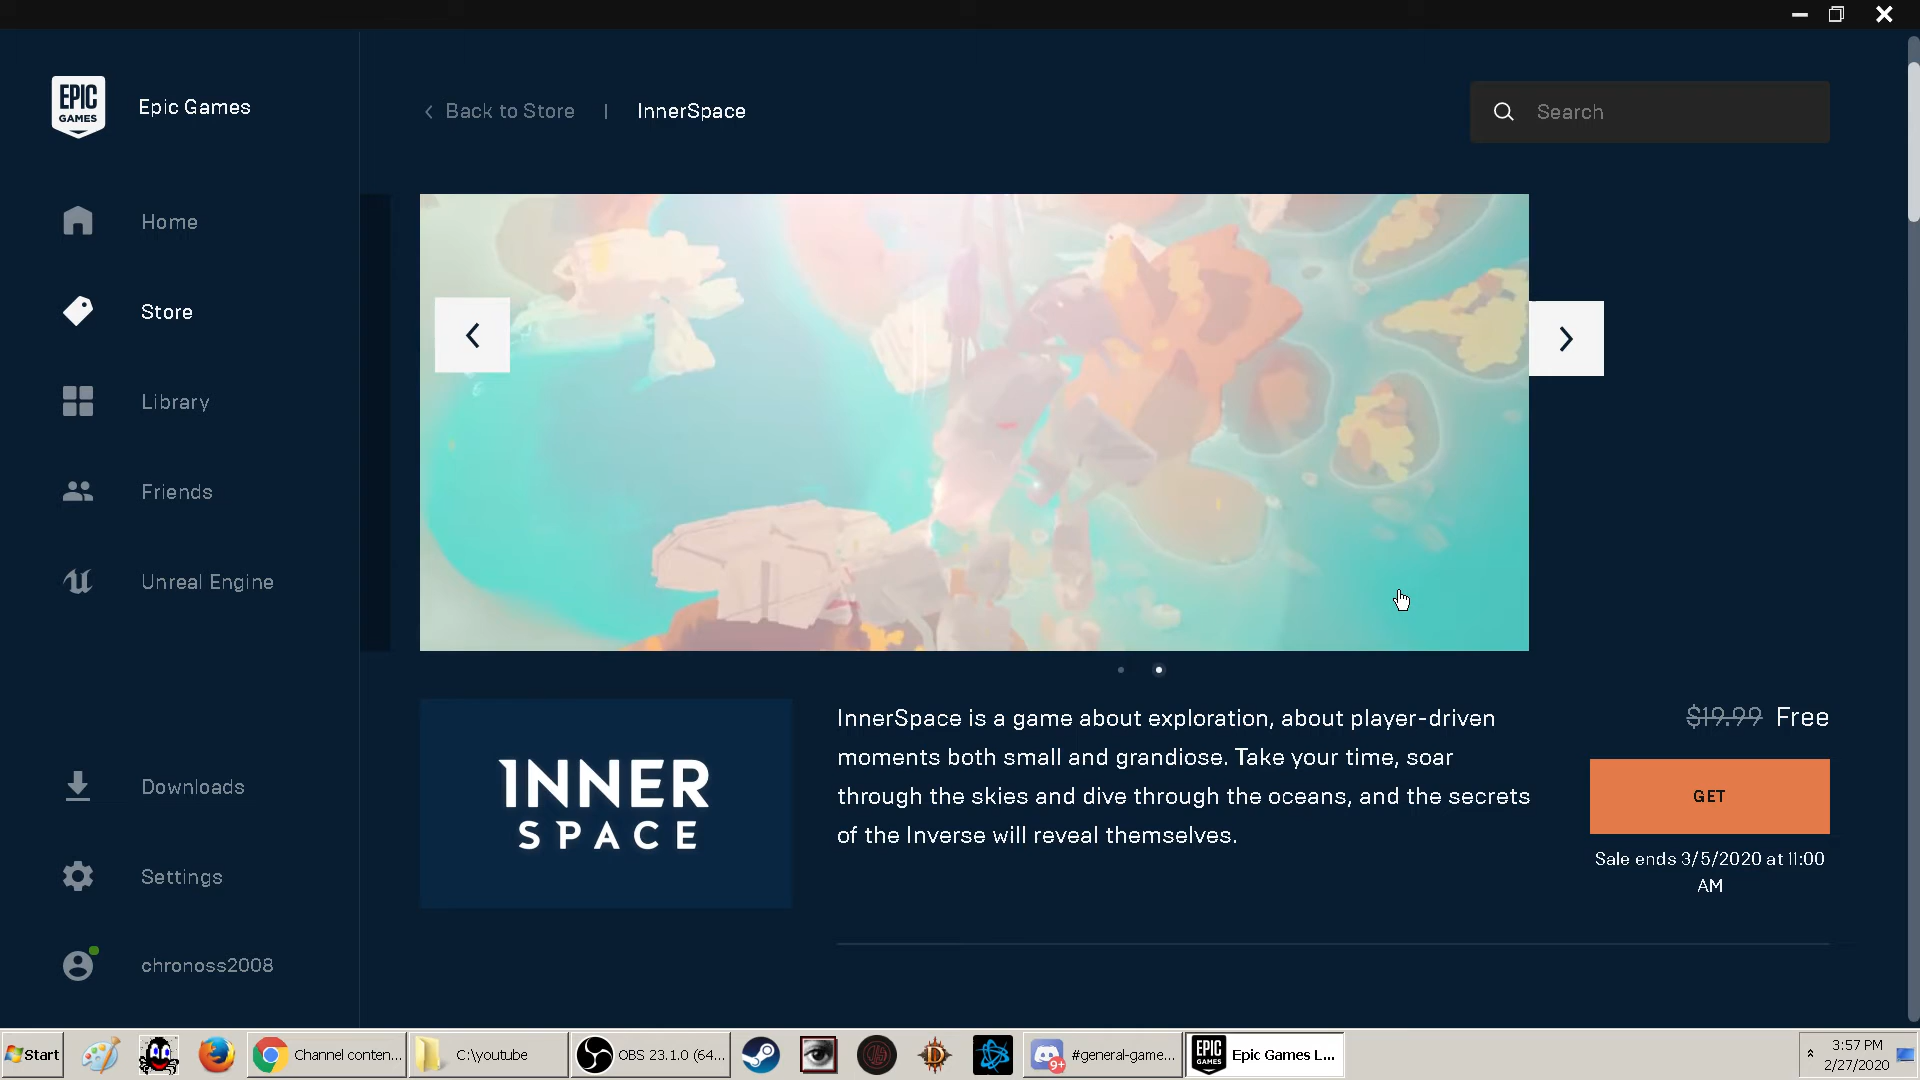 EPIC
GAMES
Epic Games
Back to Store | InnerSpace
Search
Home
Store
Library
Friends
Unreal Engine
Downloads
Settings
chronoss2008
INNER
SPACE
InnerSpace is a game about exploration, about player-driven
moments both small and grandiose. Take your time, soar
through the skies and dive through the oceans, and the secrets
of the Inverse will reveal themselves.
$19.99 Free
GET
Sale ends 3/5/2020 at 11:00
AM
Start
Channel conten...
C:\youtube
OBS 23.1.0 (64...
9+
#general-game...
EPIC
GAMES
Epic Games L...
3:57 PM
2/27/2020